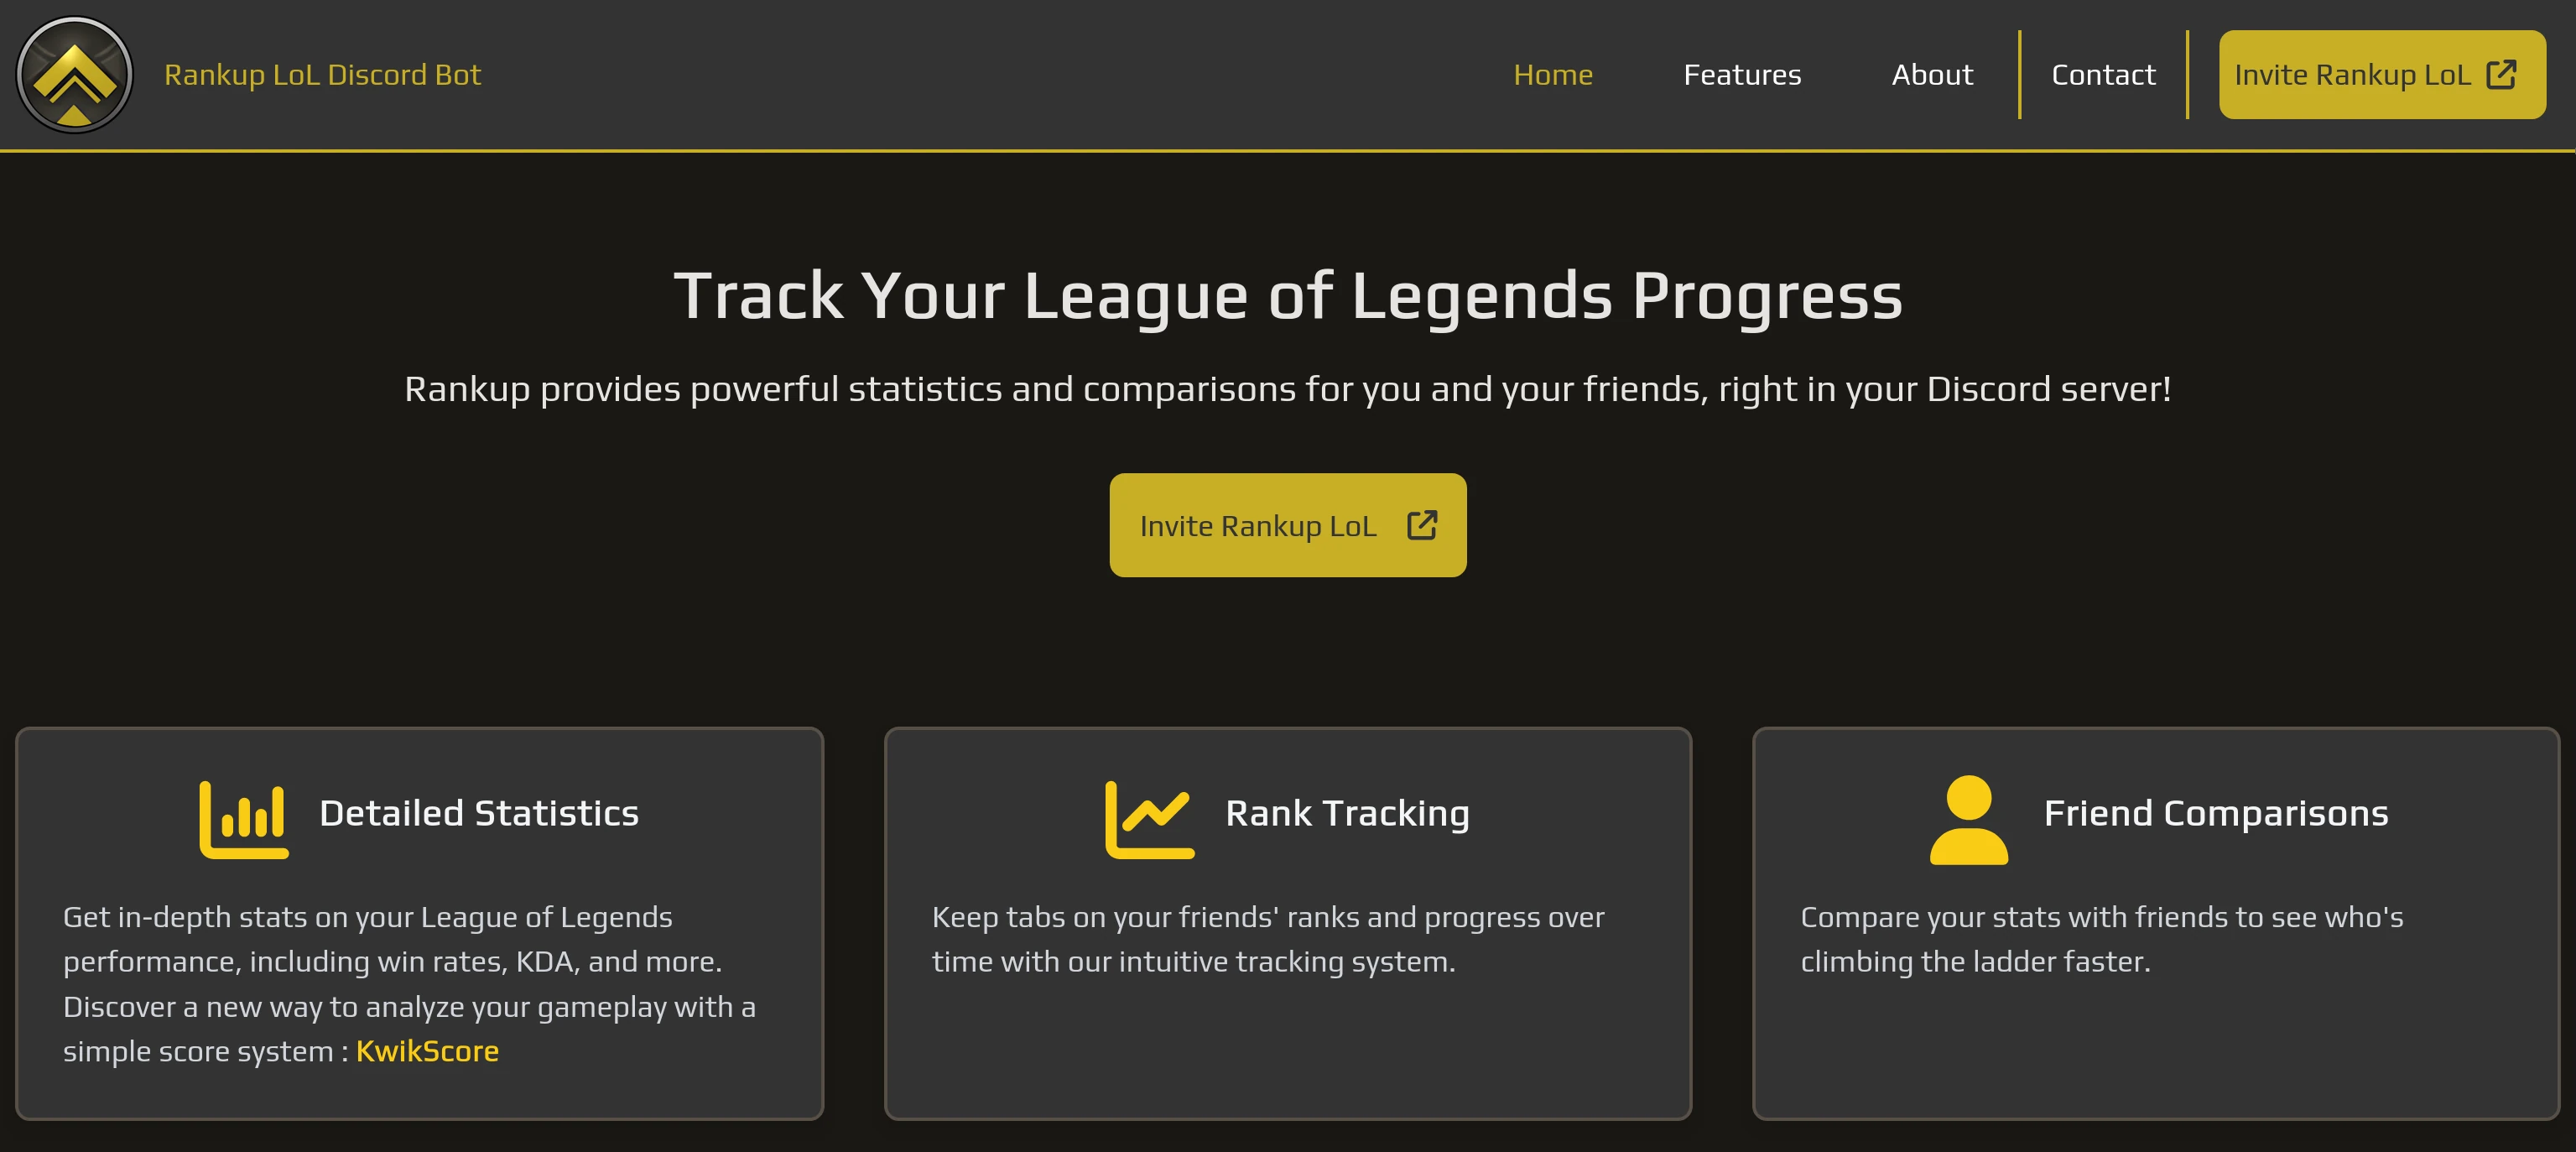 Rankup LoL Discord Bot
Home
Features
About
Contact
Invite Rankup LoL
Track Your League of Legends Progress
Rankup provides powerful statistics and comparisons for you and your friends, right in your Discord server!
Invite Rankup LoL
Detailed Statistics
Get in-depth stats on your League of Legends
performance, including win rates, KDA, and more.
Discover a new way to analyze your gameplay with a
simple score system : KwikScore
Rank Tracking
Keep tabs on your friends' ranks and progress over
time with our intuitive tracking system.
Friend Comparisons
Compare your stats with friends to see who's
climbing the ladder faster.